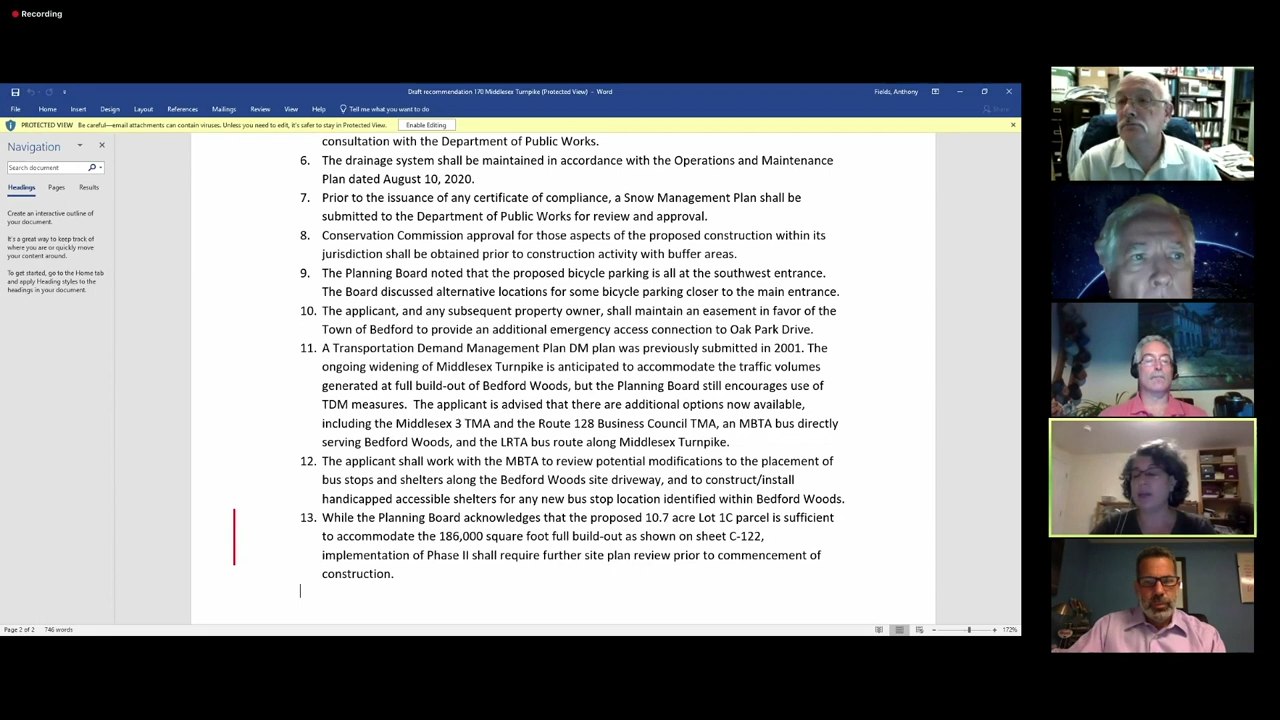 Recording
Draft recommendation 170 Middlesex Turnpike (Protected View) - Word
Fields, Anthony
File Home Insert Design Layout References Mailings Review View Help Tell me what you want to do Share
PROTECTED VIEW Be careful—email attachments can contain viruses. Unless you need to edit, it's safer to stay in Protected View. Enable Editing
Navigation
Search document
Headings Pages Results
Create an interactive outline of
your document.
It's a great way to keep track of
where you are or quickly move
your content around.
To get started, go to the Home tab
and apply Heading styles to the
headings in your document.
consultation with the Department of Public Works.
6. The drainage system shall be maintained in accordance with the Operations and Maintenance
Plan dated August 10, 2020.
7. Prior to the issuance of any certificate of compliance, a Snow Management Plan shall be
submitted to the Department of Public Works for review and approval.
8. Conservation Commission approval for those aspects of the proposed construction within its
jurisdiction shall be obtained prior to construction activity with buffer areas.
9. The Planning Board noted that the proposed bicycle parking is all at the southwest entrance.
The Board discussed alternative locations for some bicycle parking closer to the main entrance.
10. The applicant, and any subsequent property owner, shall maintain an easement in favor of the
Town of Bedford to provide an additional emergency access connection to Oak Park Drive.
11. A Transportation Demand Management Plan DM plan was previously submitted in 2001. The
ongoing widening of Middlesex Turnpike is anticipated to accommodate the traffic volumes
generated at full build-out of Bedford Woods, but the Planning Board still encourages use of
TDM measures. The applicant is advised that there are additional options now available,
including the Middlesex 3 TMA and the Route 128 Business Council TMA, an MBTA bus directly
serving Bedford Woods, and the LRTA bus route along Middlesex Turnpike.
12. The applicant shall work with the MBTA to review potential modifications to the placement of
bus stops and shelters along the Bedford Woods site driveway, and to construct/install
handicapped accessible shelters for any new bus stop location identified within Bedford Woods.
13. While the Planning Board acknowledges that the proposed 10.7 acre Lot 1C parcel is sufficient
to accommodate the 186,000 square foot full build-out as shown on sheet C-122,
implementation of Phase II shall require further site plan review prior to commencement of
construction.
Page 2 of 2 746 words
172%